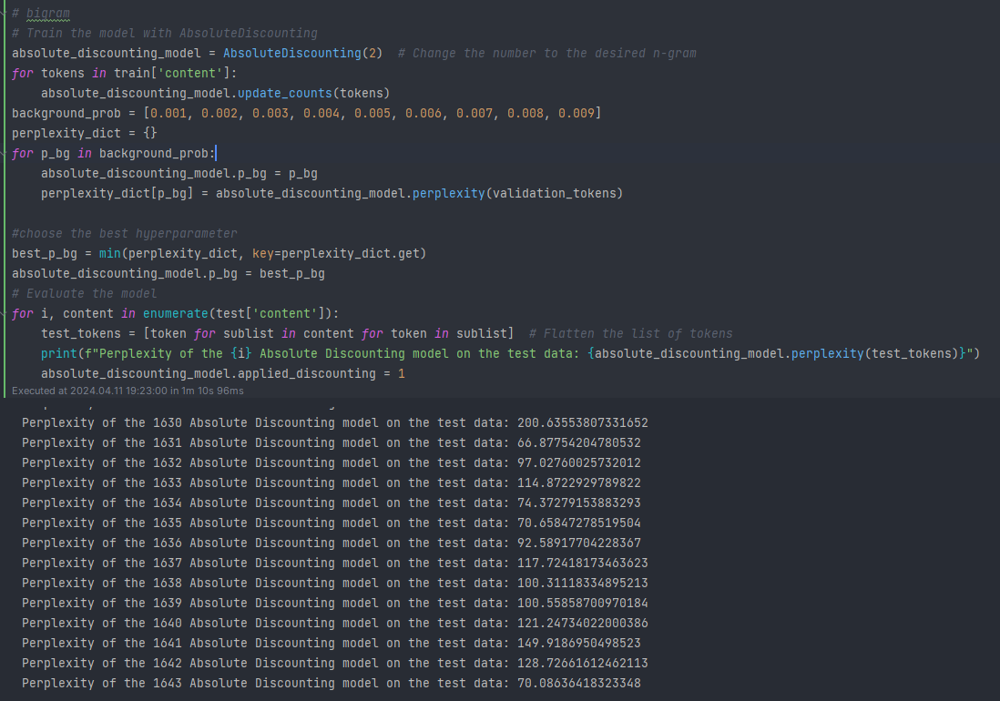 # bigram
# Train the model with AbsoluteDiscounting
absolute_discounting_model = AbsoluteDiscounting(2)  # Change the number to the desired n-gram
for tokens in train['content']:
    absolute_discounting_model.update_counts(tokens)
background_prob = [0.001, 0.002, 0.003, 0.004, 0.005, 0.006, 0.007, 0.008, 0.009]
perplexity_dict = {}
for p_bg in background_prob:
    absolute_discounting_model.p_bg = p_bg
    perplexity_dict[p_bg] = absolute_discounting_model.perplexity(validation_tokens)
#choose the best hyperparameter
best_p_bg = min(perplexity_dict, key=perplexity_dict.get)
absolute_discounting_model.p_bg = best_p_bg
# Evaluate the model
for i, content in enumerate(test['content']):
    test_tokens = [token for sublist in content for token in sublist]  # Flatten the list of tokens
    print(f"Perplexity of the {i} Absolute Discounting model on the test data: {absolute_discounting_model.perplexity(test_tokens)}")
    absolute_discounting_model.applied_discounting = 1
Executed at 2024.04.11 19:23:00 in 1m 10s 96ms
Perplexity of the 1630 Absolute Discounting model on the test data: 200.63553807331652
Perplexity of the 1631 Absolute Discounting model on the test data: 66.87754204780532
Perplexity of the 1632 Absolute Discounting model on the test data: 97.02760025732012
Perplexity of the 1633 Absolute Discounting model on the test data: 114.8722929789822
Perplexity of the 1634 Absolute Discounting model on the test data: 74.37279153883293
Perplexity of the 1635 Absolute Discounting model on the test data: 70.65847278519504
Perplexity of the 1636 Absolute Discounting model on the test data: 92.58917704228367
Perplexity of the 1637 Absolute Discounting model on the test data: 117.72418173463623
Perplexity of the 1638 Absolute Discounting model on the test data: 100.31118334895213
Perplexity of the 1639 Absolute Discounting model on the test data: 100.55858700970184
Perplexity of the 1640 Absolute Discounting model on the test data: 121.24734022000386
Perplexity of the 1641 Absolute Discounting model on the test data: 149.9186950498523
Perplexity of the 1642 Absolute Discounting model on the test data: 128.72661612462113
Perplexity of the 1643 Absolute Discounting model on the test data: 70.08636418323348